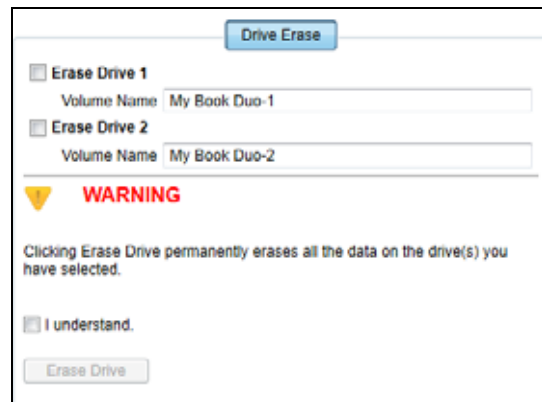 Drive Erase
Erase Drive 1
Volume Name My Book Duo-1
Erase Drive 2
Volume Name My Book Duo-2
WARNING
Clicking Erase Drive permanently erases all the data on the drive(s) you
have selected.
I understand.
Erase Drive